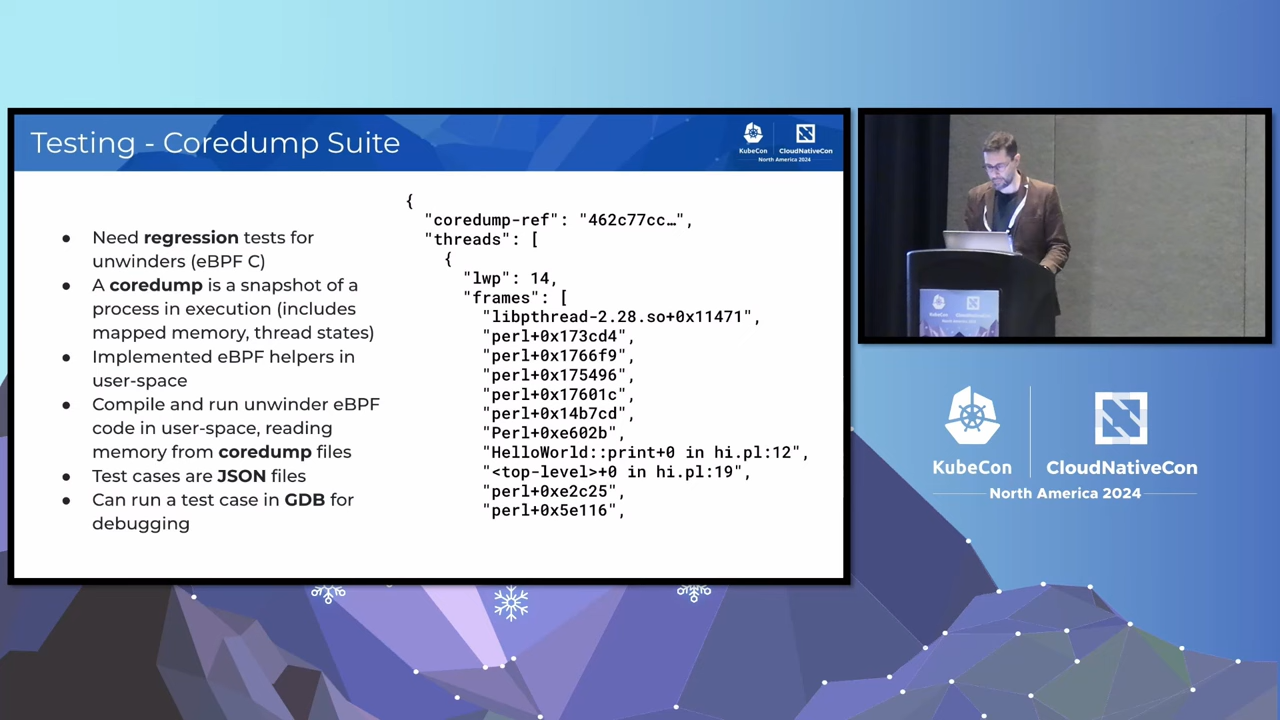 Testing - Coredump Suite
KubeCon
CloudNativeCon
North America 2024
● Need regression tests for
unwinders (eBPF C)
● A coredump is a snapshot of a
process in execution (includes
mapped memory, thread states)
● Implemented eBPF helpers in
user-space
● Compile and run unwinder eBPF
code in user-space, reading
memory from coredump files
● Test cases are JSON files
● Can run a test case in GDB for
debugging
{
"coredump-ref": "462c77cc…",
"threads": [
{
"lwp": 14,
"frames": [
"libpthread-2.28.so+0x11471",
"perl+0x173cd4",
"perl+0x1766f9",
"perl+0x175496",
"perl+0x17601c",
"perl+0x14b7cd",
"Perl+0xe602b",
"HelloWorld::print+0 in hi.pl:12",
"<top-level>+0 in hi.pl:19",
"perl+0xe2c25",
"perl+0x5e116",
KubeCon
CloudNativeCon
North America 2024